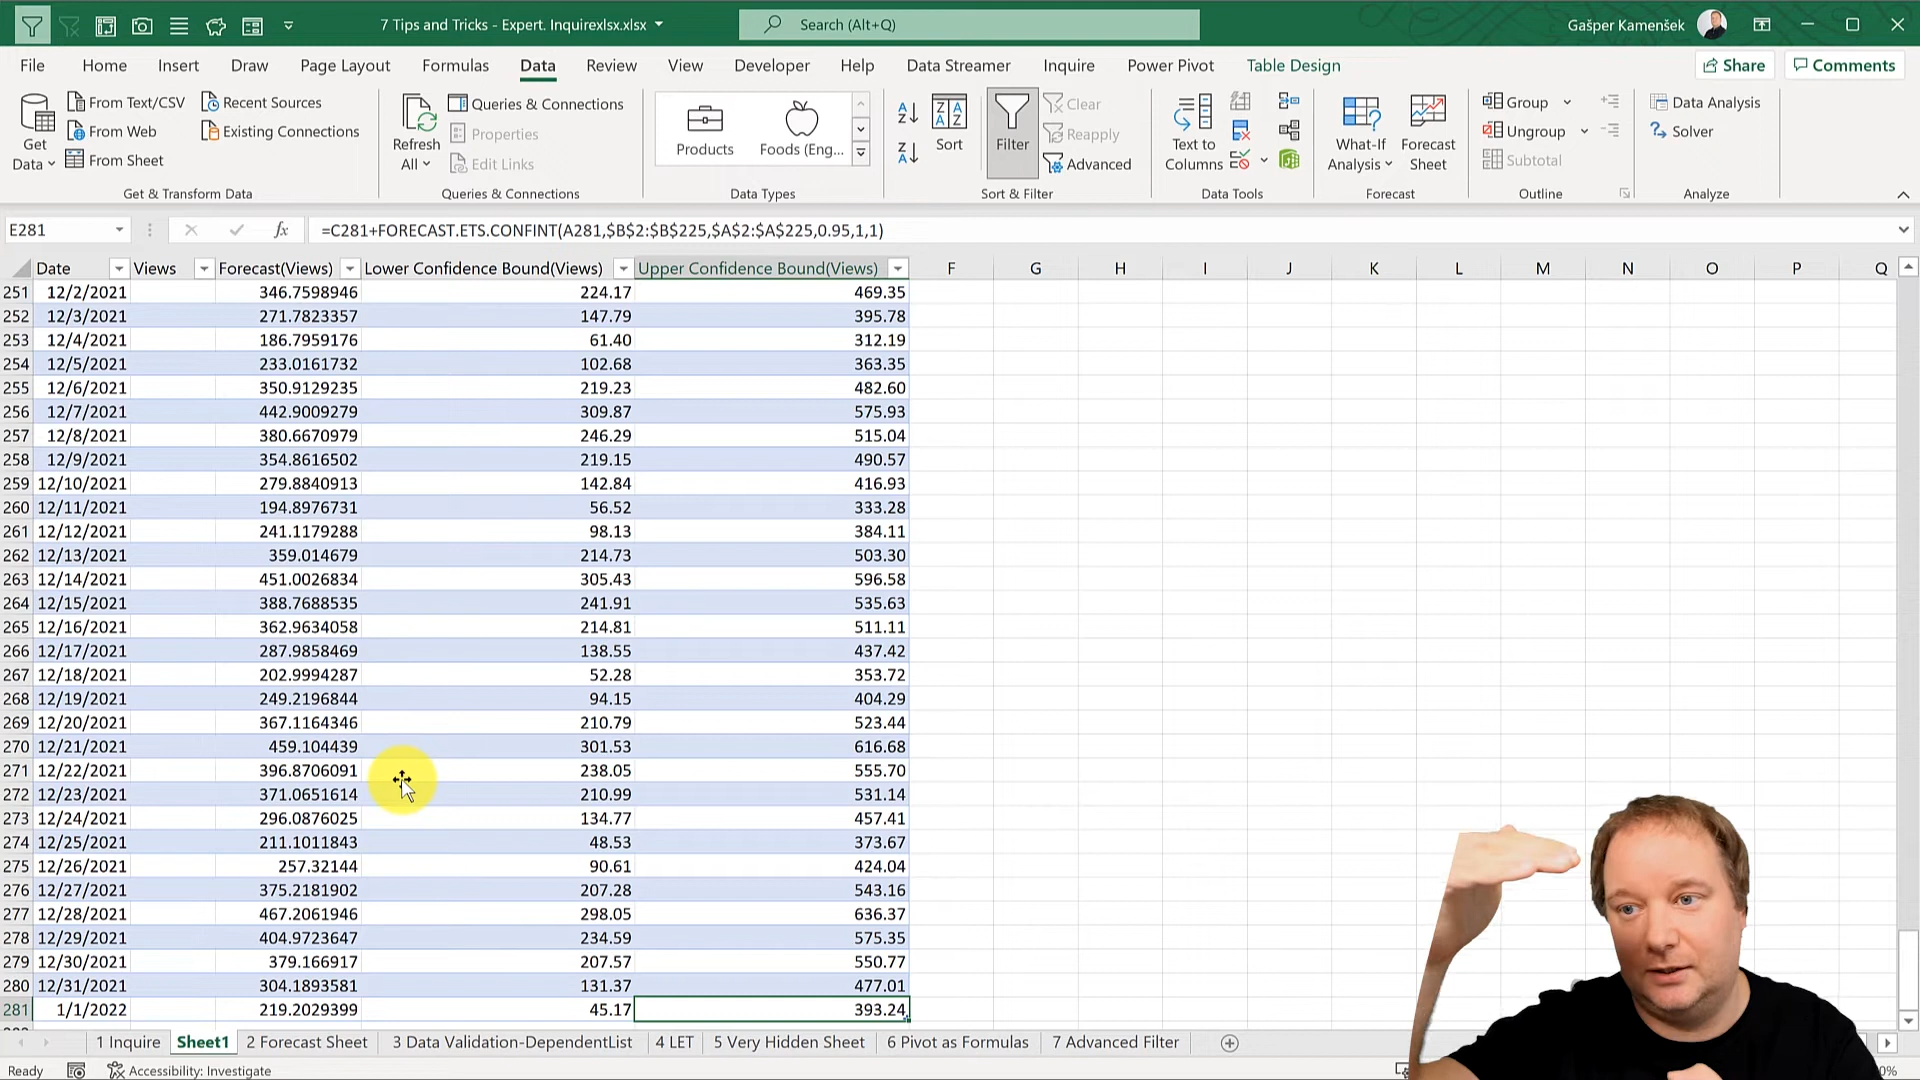 7 Tips and Tricks - Expert. Inquirexlsx.xlsx
Search (Alt+Q)
Gašper Kamenšek
File Home Insert Draw Page Layout Formulas Data Review View Developer Help Data Streamer Inquire Power Pivot Table Design
Share Comments
Get Data
From Text/CSV
From Web
From Sheet
Recent Sources
Existing Connections
Get & Transform Data
Refresh All
Queries & Connections
Properties
Edit Links
Queries & Connections
Products
Foods (Eng...
Data Types
Sort
Filter
Clear
Reapply
Advanced
Sort & Filter
Text to Columns
Data Tools
What-If Analysis
Forecast Sheet
Forecast
Group
Ungroup
Subtotal
Outline
Data Analysis
Solver
Analyze
E281 fx =C281+FORECAST.ETS.CONFINT(A281,$B$2:$B$225,$A$2:$A$225,0.95,1,1)
Date Views Forecast(Views) Lower Confidence Bound(Views) Upper Confidence Bound(Views) F G H I J K L M N O P Q
251 12/2/2021 346.7598946 224.17 469.35
252 12/3/2021 271.7823357 147.79 395.78
253 12/4/2021 186.7959176 61.40 312.19
254 12/5/2021 233.0161732 102.68 363.35
255 12/6/2021 350.9129235 219.23 482.60
256 12/7/2021 442.9009279 309.87 575.93
257 12/8/2021 380.6670979 246.29 515.04
258 12/9/2021 354.8616502 219.15 490.57
259 12/10/2021 279.8840913 142.84 416.93
260 12/11/2021 194.8976731 56.52 333.28
261 12/12/2021 241.1179288 98.13 384.11
262 12/13/2021 359.014679 214.73 503.30
263 12/14/2021 451.0026834 305.43 596.58
264 12/15/2021 388.7688535 241.91 535.63
265 12/16/2021 362.9634058 214.81 511.11
266 12/17/2021 287.9858469 138.55 437.42
267 12/18/2021 202.9994287 52.28 353.72
268 12/19/2021 249.2196844 94.15 404.29
269 12/20/2021 367.1164346 210.79 523.44
270 12/21/2021 459.104439 301.53 616.68
271 12/22/2021 396.8706091 238.05 555.70
272 12/23/2021 371.0651614 210.99 531.14
273 12/24/2021 296.0876025 134.77 457.41
274 12/25/2021 211.1011843 48.53 373.67
275 12/26/2021 257.32144 90.61 424.04
276 12/27/2021 375.2181902 207.28 543.16
277 12/28/2021 467.2061946 298.05 636.37
278 12/29/2021 404.9723647 234.59 575.35
279 12/30/2021 379.166917 207.57 550.77
280 12/31/2021 304.1893581 131.37 477.01
281 1/1/2022 219.2029399 45.17 393.24
1 Inquire Sheet1 2 Forecast Sheet 3 Data Validation-DependentList 4 LET 5 Very Hidden Sheet 6 Pivot as Formulas 7 Advanced Filter
Ready Accessibility: Investigate